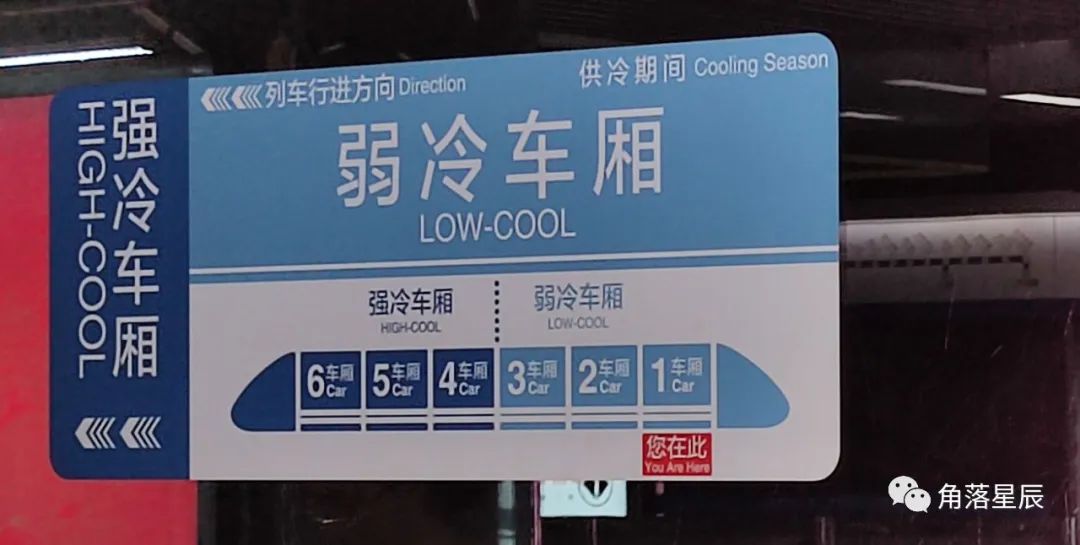 强冷车厢
HIGH-COOL
列车行进方向 Direction
供冷期间 Cooling Season
弱冷车厢
LOW-COOL
强冷车厢
HIGH-COOL
弱冷车厢
LOW-COOL
6车厢 Car
5车厢 Car
4车厢 Car
3车厢 Car
2车厢 Car
1车厢 Car
您在此
You Are Here
角落星辰